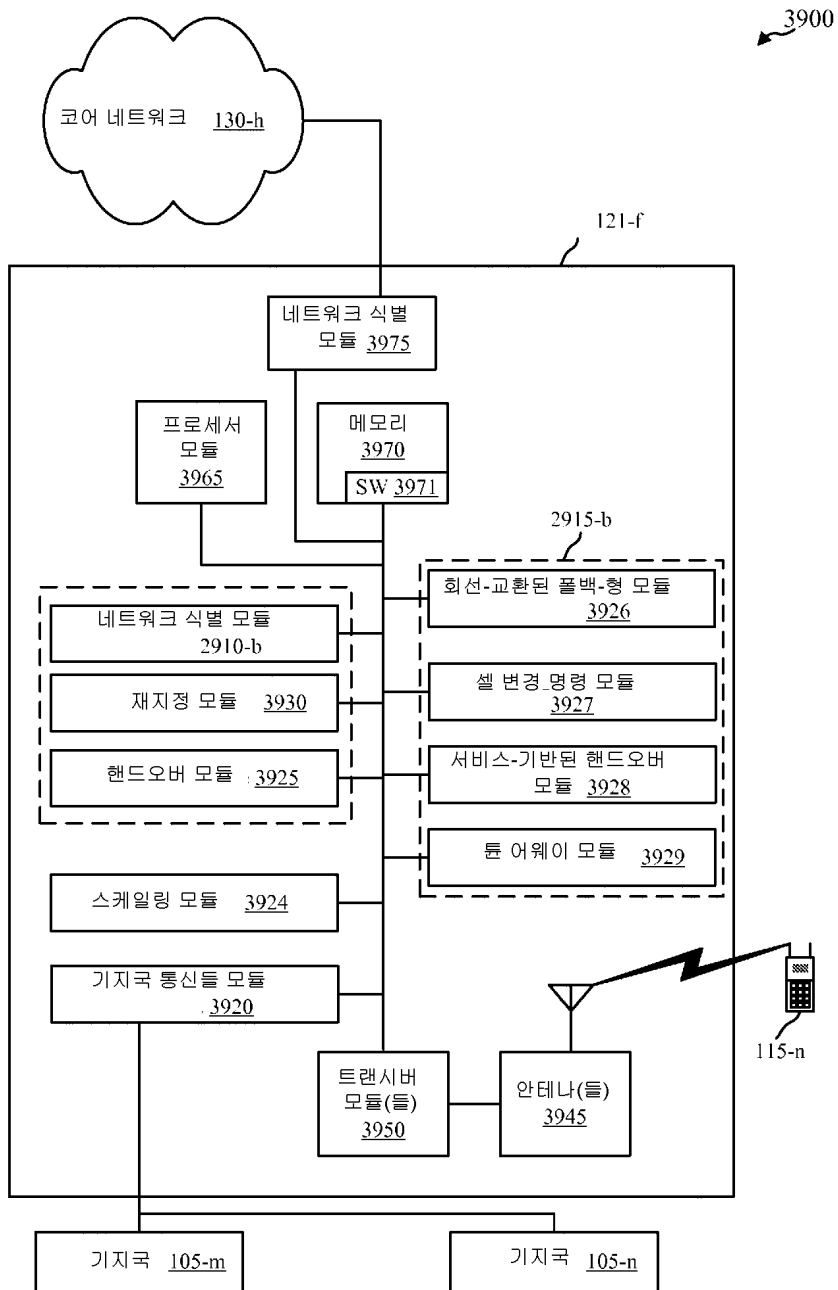 3900
코어 네트워크 130-h
121-f
네트워크 식별
모듈 3975
프로세서
모듈
3965
메모리
3970
SW 3971
2915-b
회선-교환된 폴백-형 모듈
3926
네트워크 식별 모듈
2910-b
셀 변경 명령 모듈
3927
재지정 모듈 3930
서비스-기반된 핸드오버
모듈 3928
핸드오버 모듈 3925
튠 어웨이 모듈 3929
스케일링 모듈 3924
기지국 통신들 모듈
3920
115-n
트랜시버
모듈(들)
3950
안테나(들)
3945
기지국 105-m
기지국 105-n